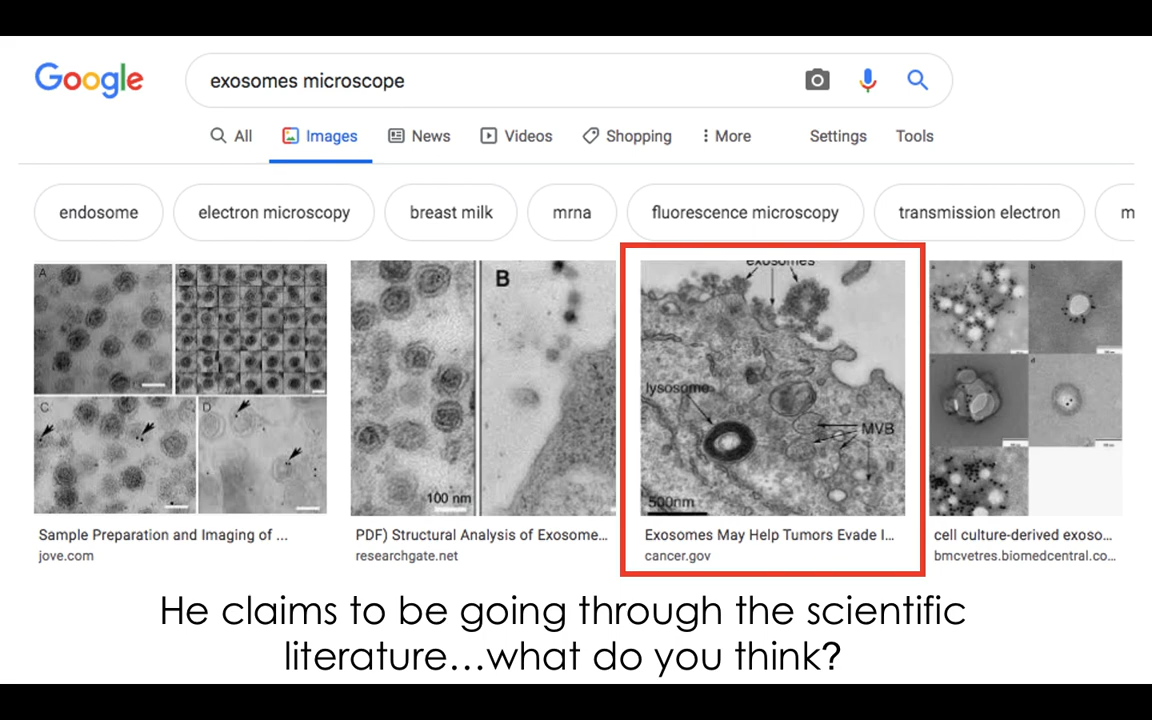 Google
exosomes microscope
All Images News Videos Shopping More Settings Tools
endosome electron microscopy breast milk mrna fluorescence microscopy transmission electron m
A
B
C
D
B
100 nm
exosomes
lysosome
MVB
500nm
a
b
c
d
Sample Preparation and Imaging of ...
jove.com
PDF) Structural Analysis of Exosome...
researchgate.net
Exosomes May Help Tumors Evade I...
cancer.gov
cell culture-derived exoso...
bmcvetres.biomedcentral.co...
He claims to be going through the scientific
literature...what do you think?